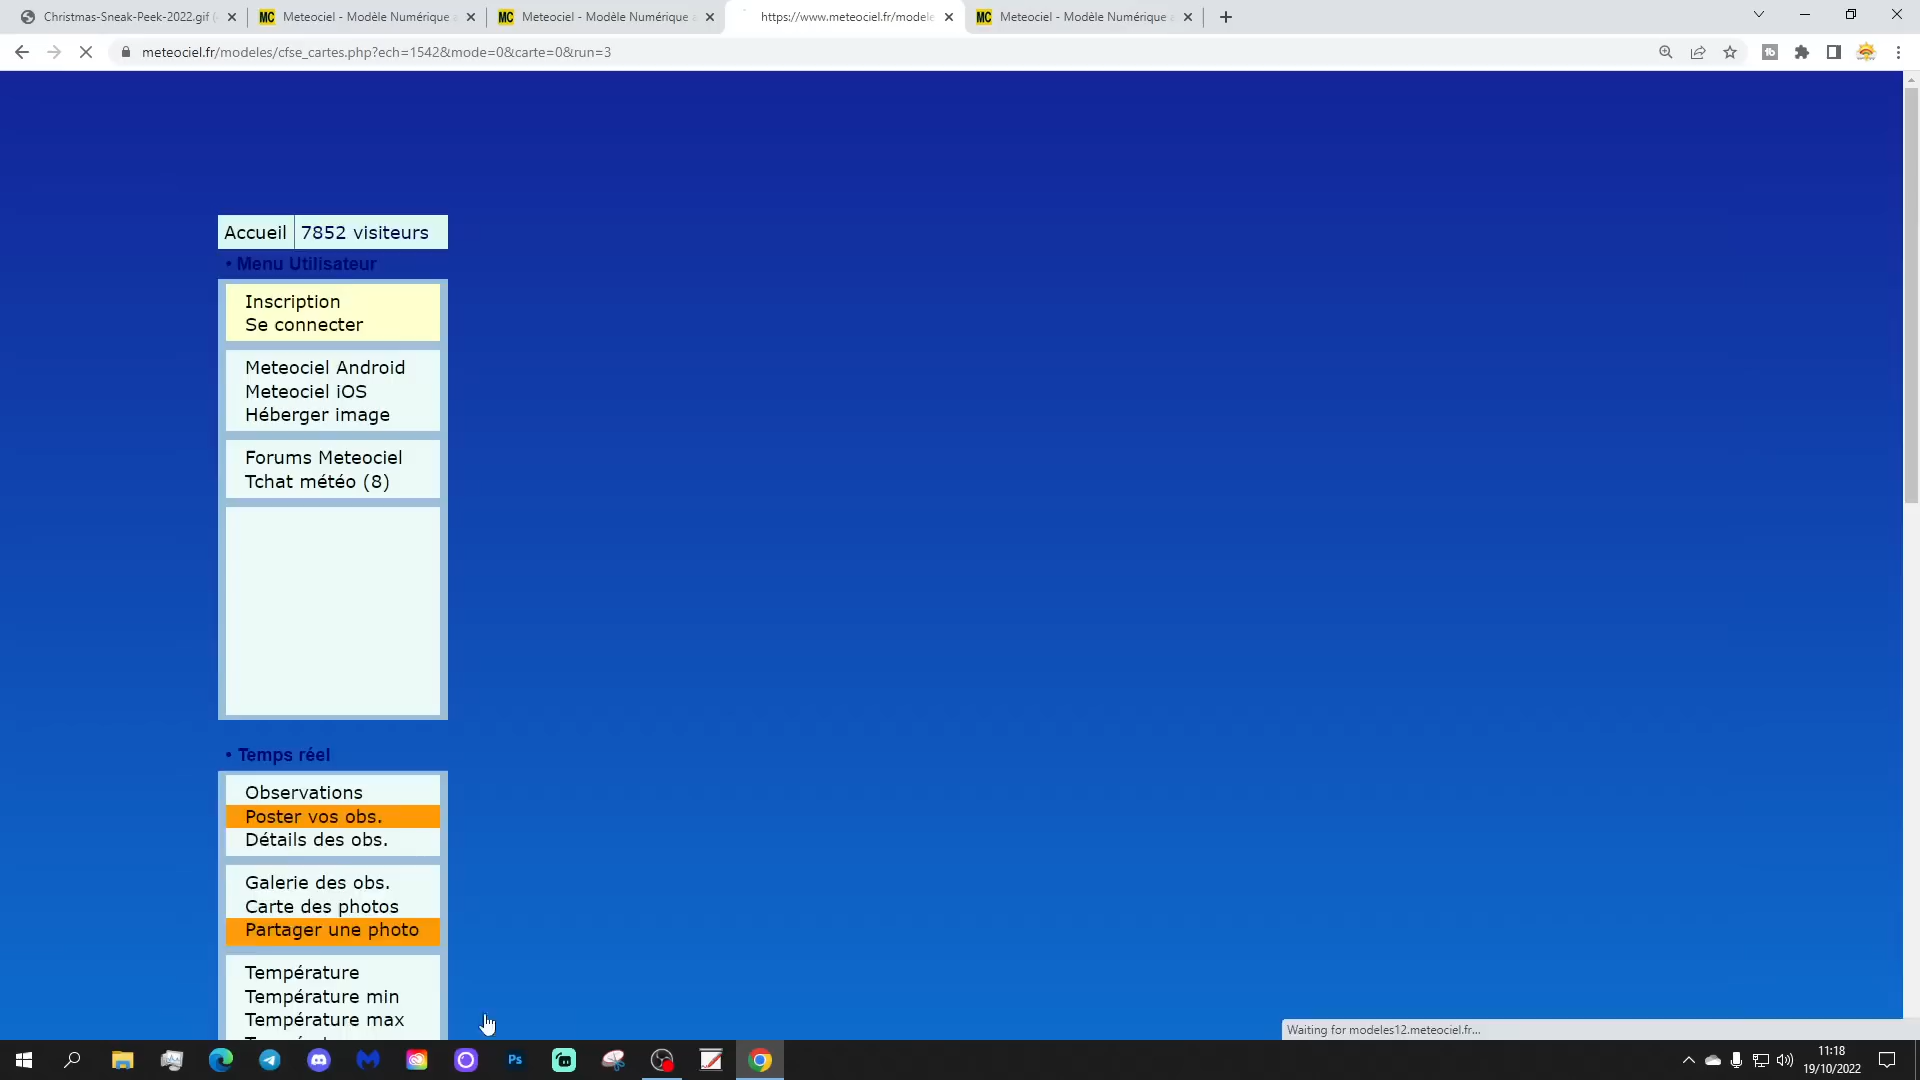 Christmas-Sneak-Peek-2022.gif (
MC Meteociel - Modèle Numérique
MC Meteociel - Modèle Numérique
https://www.meteociel.fr/modele
MC Meteociel - Modèle Numérique
meteociel.fr/modeles/cfse_cartes.php?ech=1542&mode=0&carte=0&run=3
Accueil 7852 visiteurs
• Menu Utilisateur
Inscription
Se connecter
Meteociel Android
Meteociel iOS
Héberger image
Forums Meteociel
Tchat météo (8)
• Temps réel
Observations
Poster vos obs.
Détails des obs.
Galerie des obs.
Carte des photos
Partager une photo
Température
Température min
Température max
Waiting for modeles12.meteociel.fr...
Ps
11:18
19/10/2022